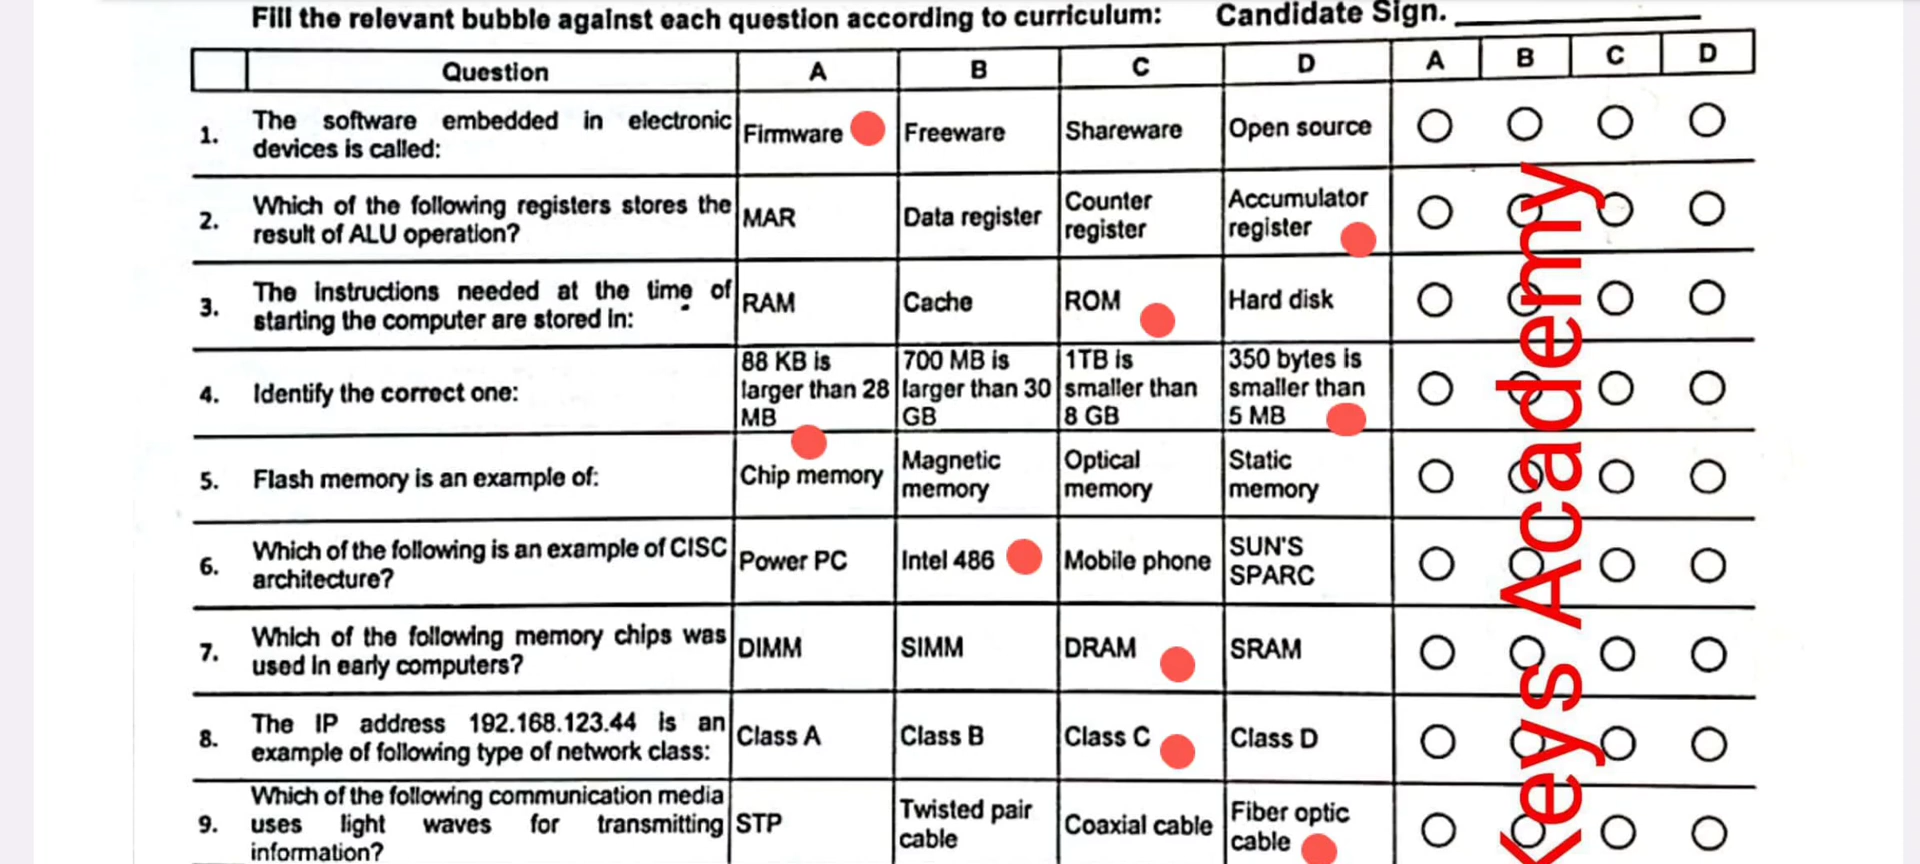 Fill the relevant bubble against each question according to curriculum: Candidate Sign.
Question A B C D A B C D
1. The software embedded in electronic devices is called: Firmware Freeware Shareware Open source
2. Which of the following registers stores the result of ALU operation? MAR Data register Counter register Accumulator register
3. The instructions needed at the time of starting the computer are stored in: RAM Cache ROM Hard disk
4. Identify the correct one: 88 KB is larger than 28 MB 700 MB is larger than 30 GB 1TB is smaller than 8 GB 350 bytes is smaller than 5 MB
5. Flash memory is an example of: Chip memory Magnetic memory Optical memory Static memory
6. Which of the following is an example of CISC architecture? Power PC Intel 486 Mobile phone SUN'S SPARC
7. Which of the following memory chips was used in early computers? DIMM SIMM DRAM SRAM
8. The IP address 192.168.123.44 is an example of following type of network class: Class A Class B Class C Class D
9. Which of the following communication media uses light waves for transmitting information? STP Twisted pair cable Coaxial cable Fiber optic cable
Keys Academy